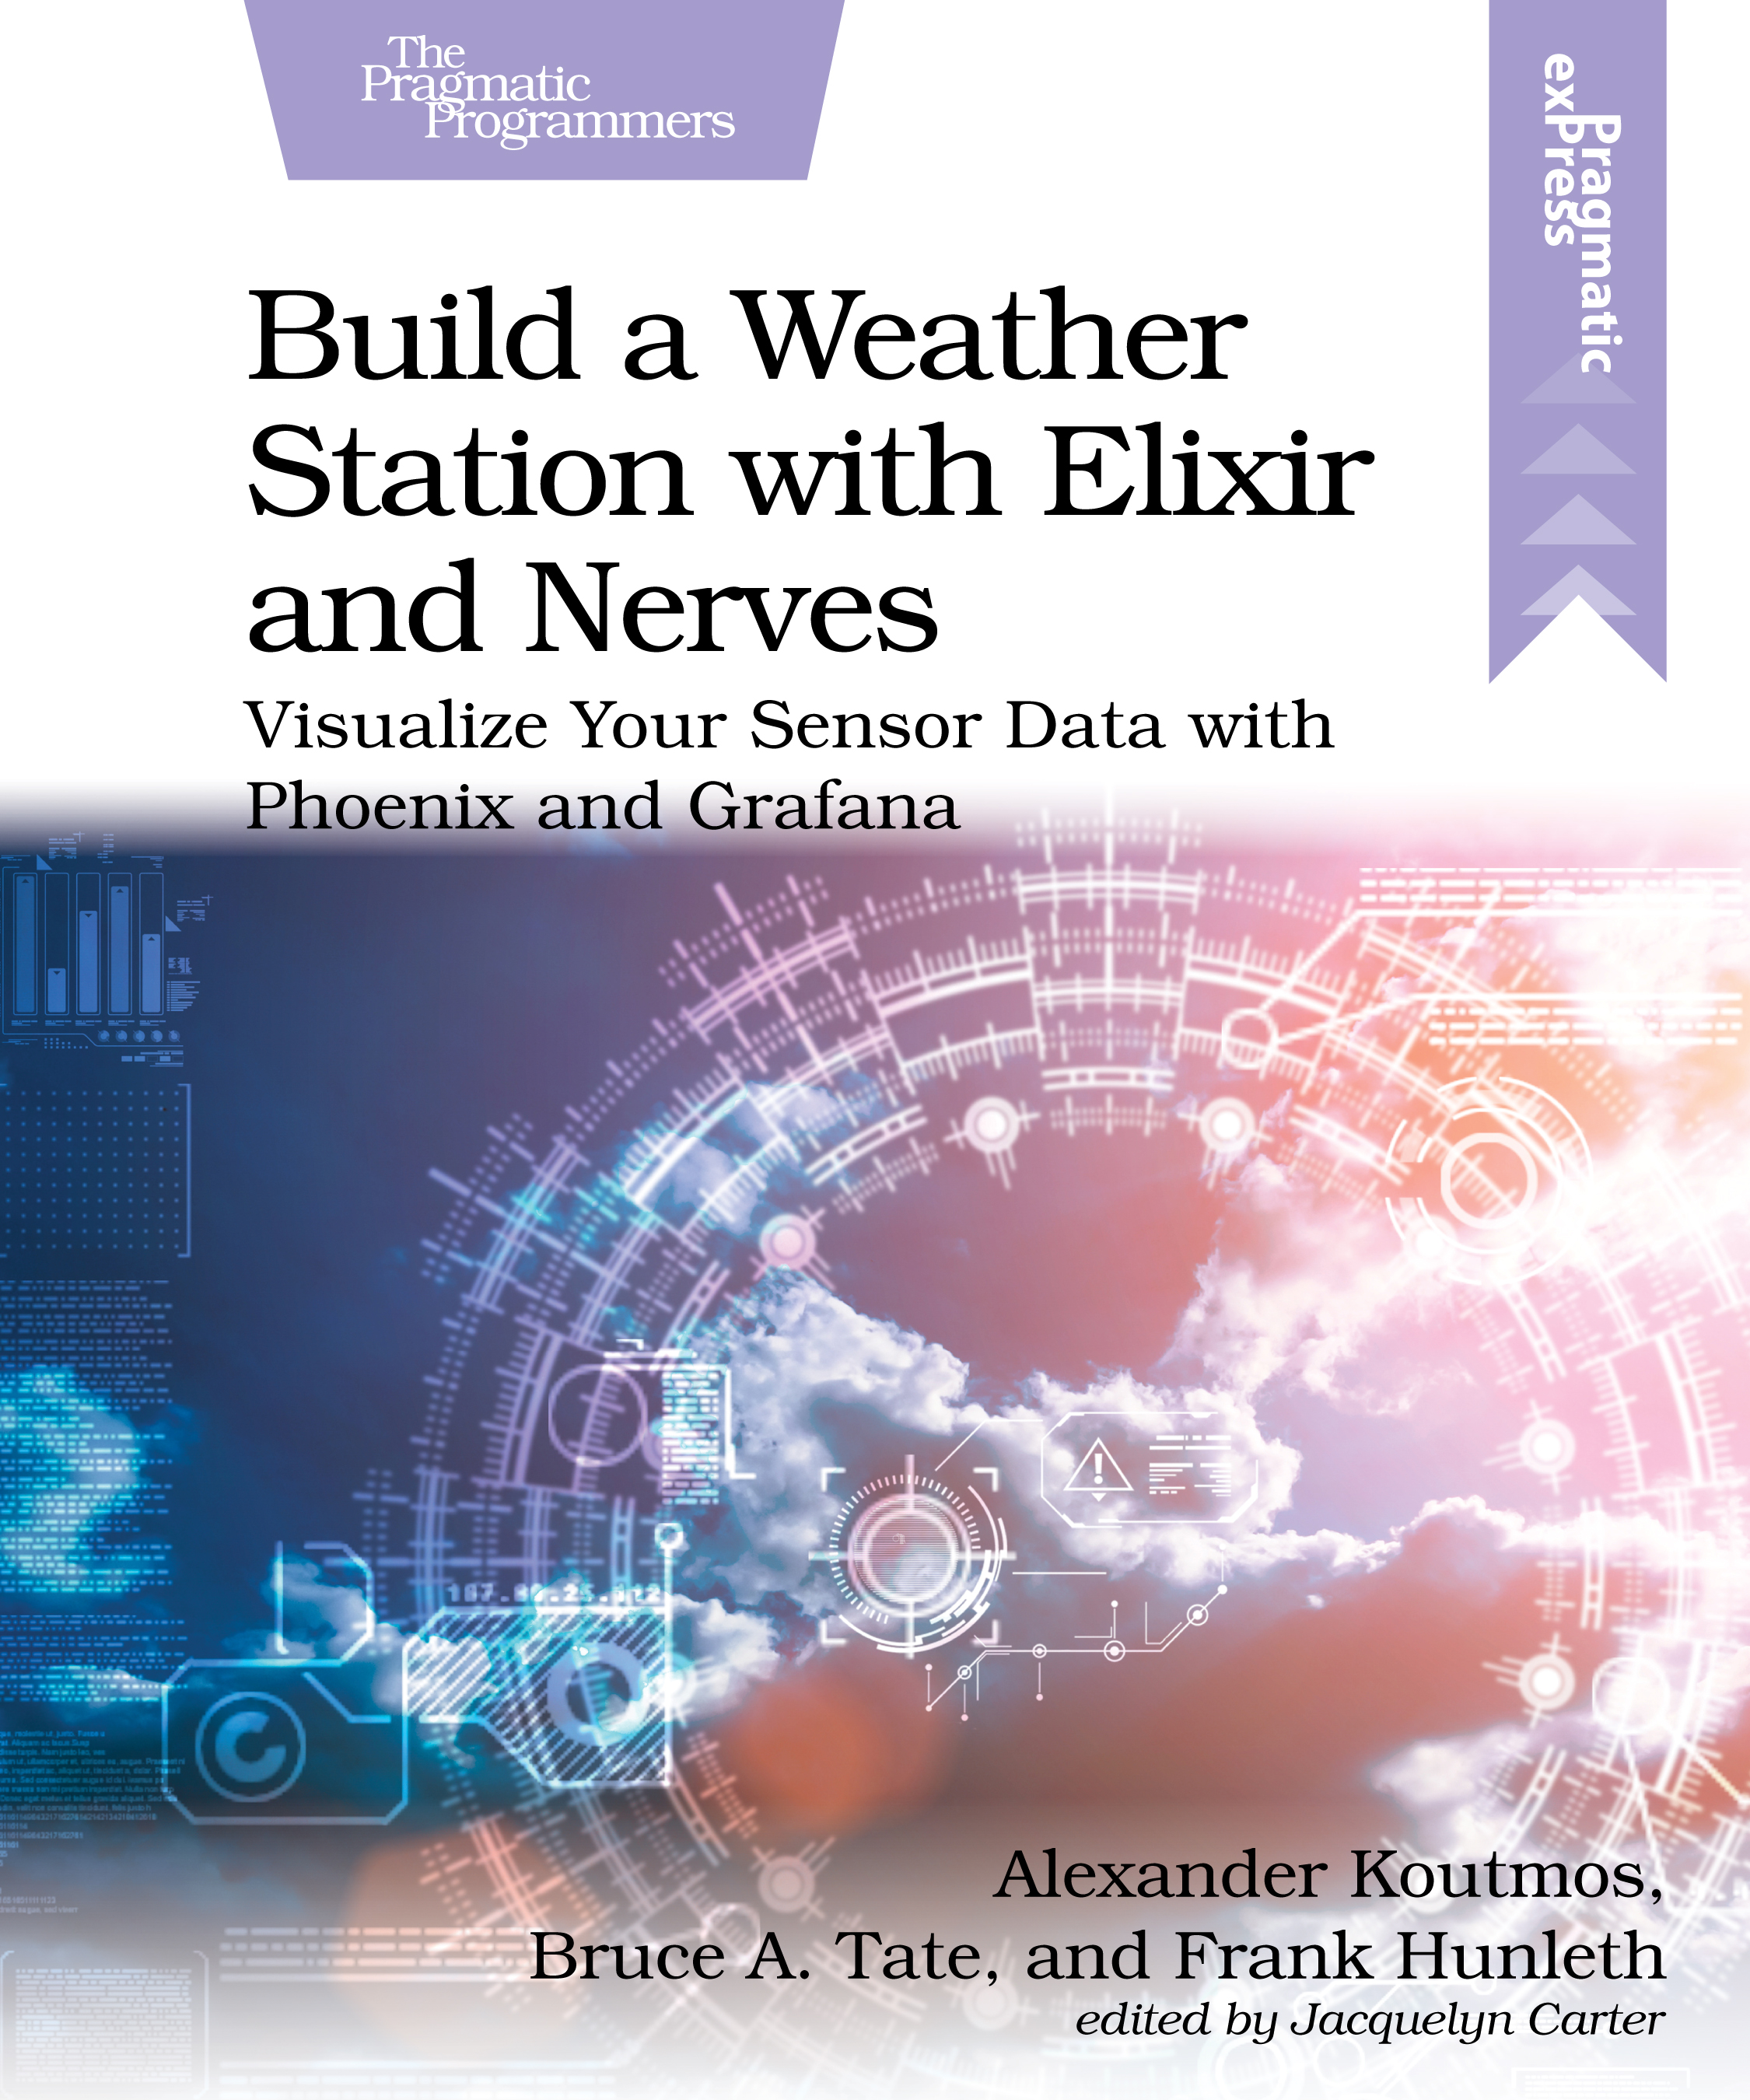 The
Pragmatic
Programmers
Pragmatic
exPress
Build a Weather
Station with Elixir
and Nerves
Visualize Your Sensor Data with
Phoenix and Grafana
Alexander Koutmos,
Bruce A. Tate, and Frank Hunleth
edited by Jacquelyn Carter